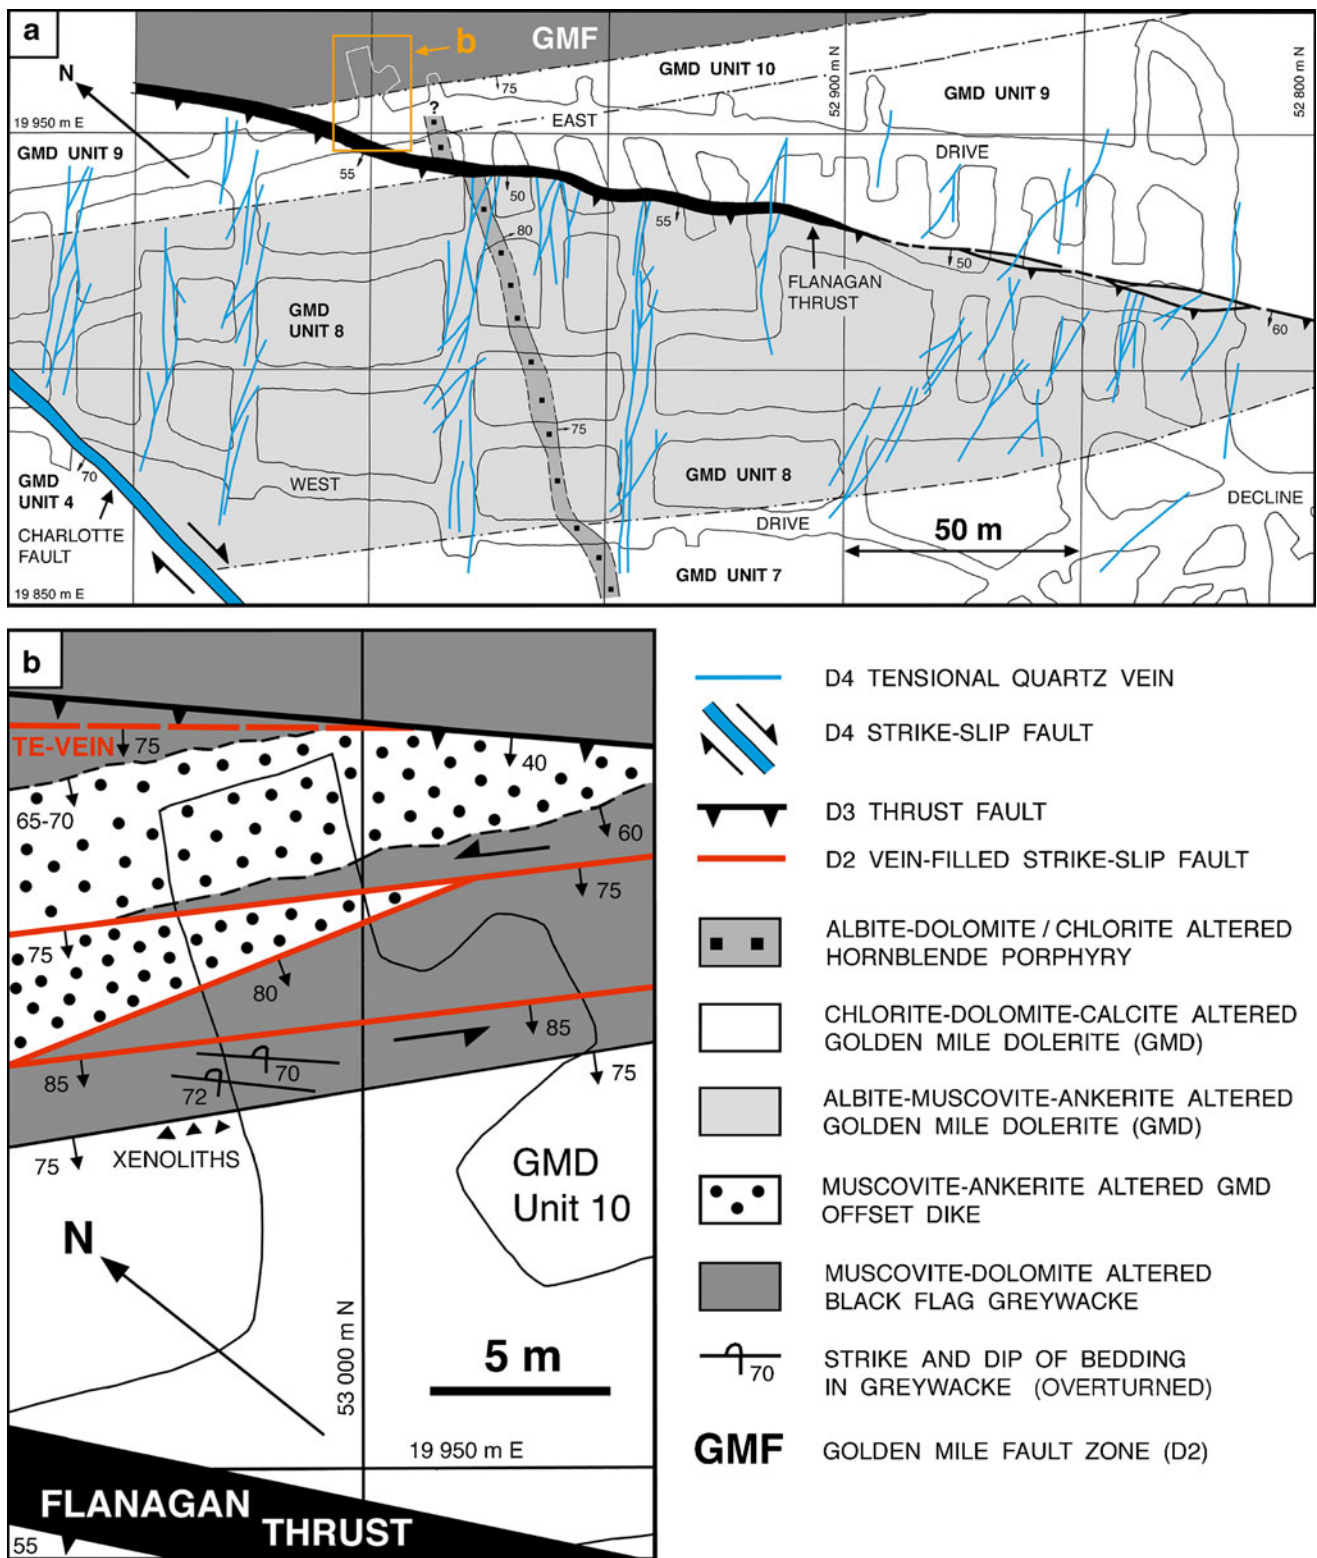 a
GMF
b
N
GMD UNIT 10
52 900 m N
52 800 m N
75
GMD UNIT 9
19 950 m E
?
EAST
GMD UNIT 9
DRIVE
55
50
55
80
50
FLANAGAN
THRUST
GMD
UNIT 8
60
75
GMD
UNIT 4
70
WEST
GMD UNIT 8
DECLINE
CHARLOTTE
FAULT
DRIVE
50 m
GMD UNIT 7
19 850 m E
b
TE-VEIN
75
40
65-70
60
75
75
80
85
70
85
72
75
75
XENOLITHS
GMD
Unit 10
N
53 000 m N
5 m
19 950 m E
FLANAGAN
THRUST
55
D4 TENSIONAL QUARTZ VEIN
D4 STRIKE-SLIP FAULT
D3 THRUST FAULT
D2 VEIN-FILLED STRIKE-SLIP FAULT
ALBITE-DOLOMITE / CHLORITE ALTERED
HORNBLENDE PORPHYRY
CHLORITE-DOLOMITE-CALCITE ALTERED
GOLDEN MILE DOLERITE (GMD)
ALBITE-MUSCOVITE-ANKERITE ALTERED
GOLDEN MILE DOLERITE (GMD)
MUSCOVITE-ANKERITE ALTERED GMD
OFFSET DIKE
MUSCOVITE-DOLOMITE ALTERED
BLACK FLAG GREYWACKE
70
STRIKE AND DIP OF BEDDING
IN GREYWACKE (OVERTURNED)
GMF
GOLDEN MILE FAULT ZONE (D2)